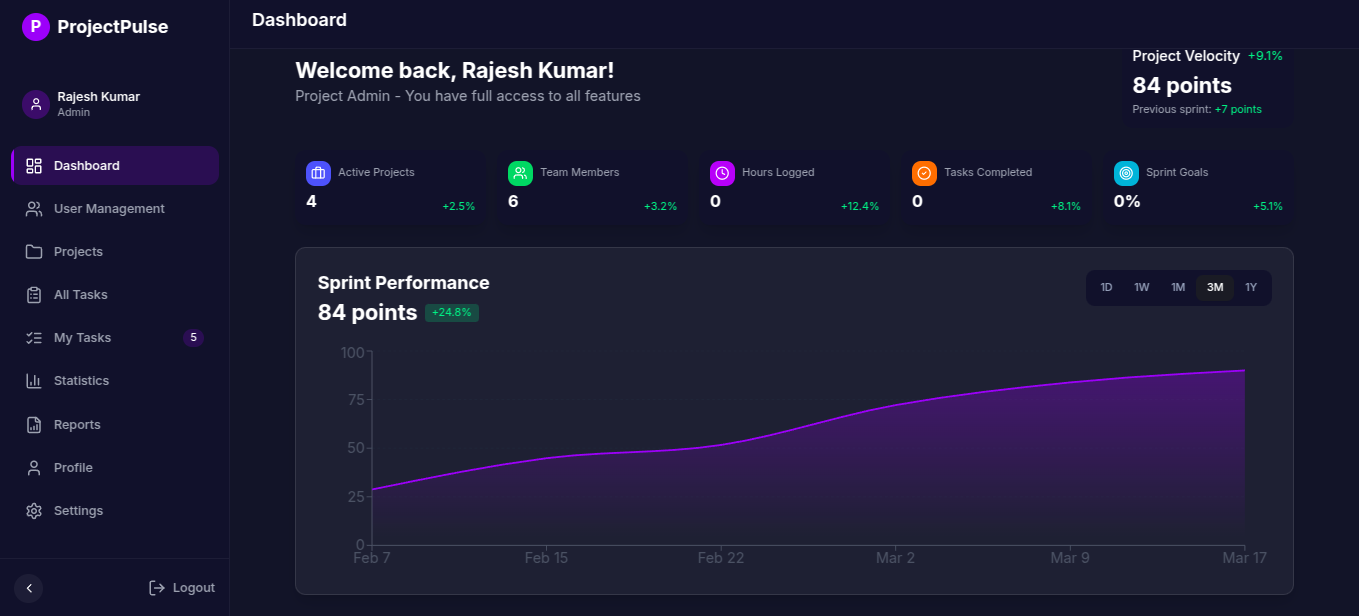 P ProjectPulse
Rajesh Kumar
Admin
Dashboard
User Management
Projects
All Tasks
My Tasks 5
Statistics
Reports
Profile
Settings
Logout
Dashboard
Welcome back, Rajesh Kumar!
Project Admin - You have full access to all features
Project Velocity +9.1%
84 points
Previous sprint: +7 points
Active Projects
4 +2.5%
Team Members
6 +3.2%
Hours Logged
0 +12.4%
Tasks Completed
0 +8.1%
Sprint Goals
0% +5.1%
Sprint Performance
84 points +24.8%
1D 1W 1M 3M 1Y
100
75
50
25
0
Feb 7 Feb 15 Feb 22 Mar 2 Mar 9 Mar 17